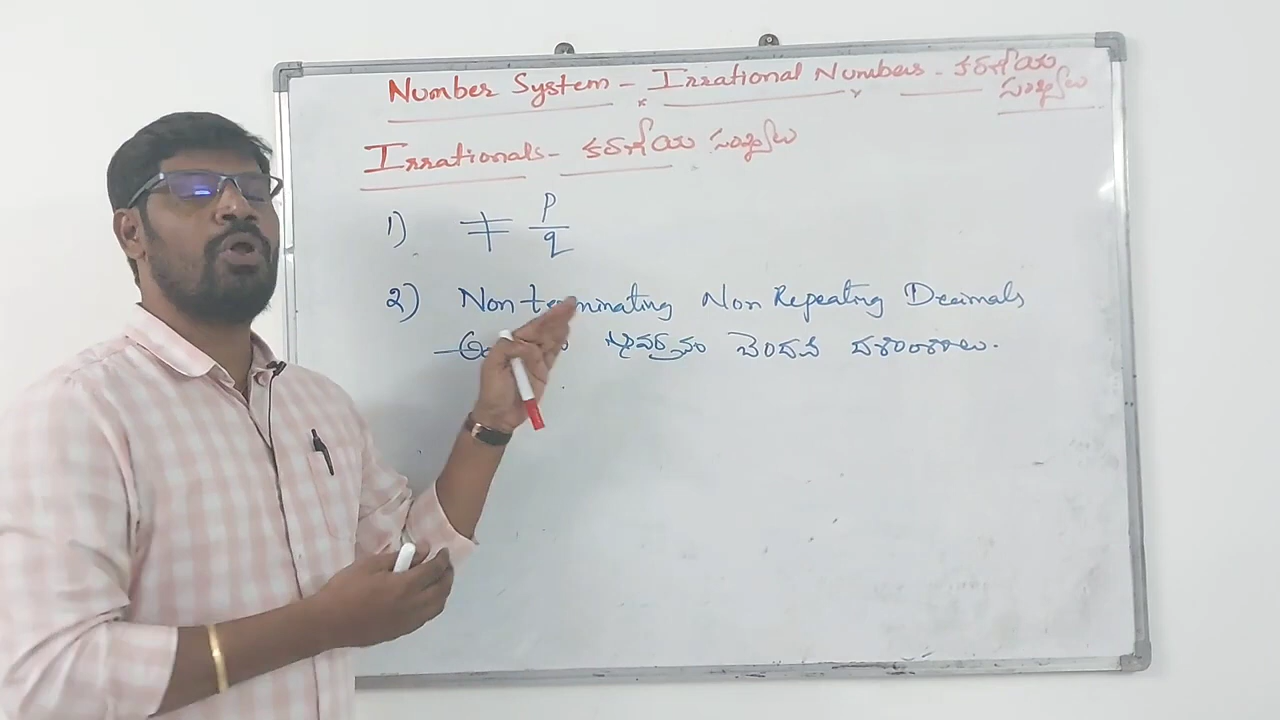 Number System - Irrational Numbers - కరణీయ
సంఖ్యలు
Irrationals - కరణీయ సంఖ్యలు
1) ≠ p/q
2) Non terminating Non Repeating Decimals
ఆవర్తనం చెందని దశాంశాలు.